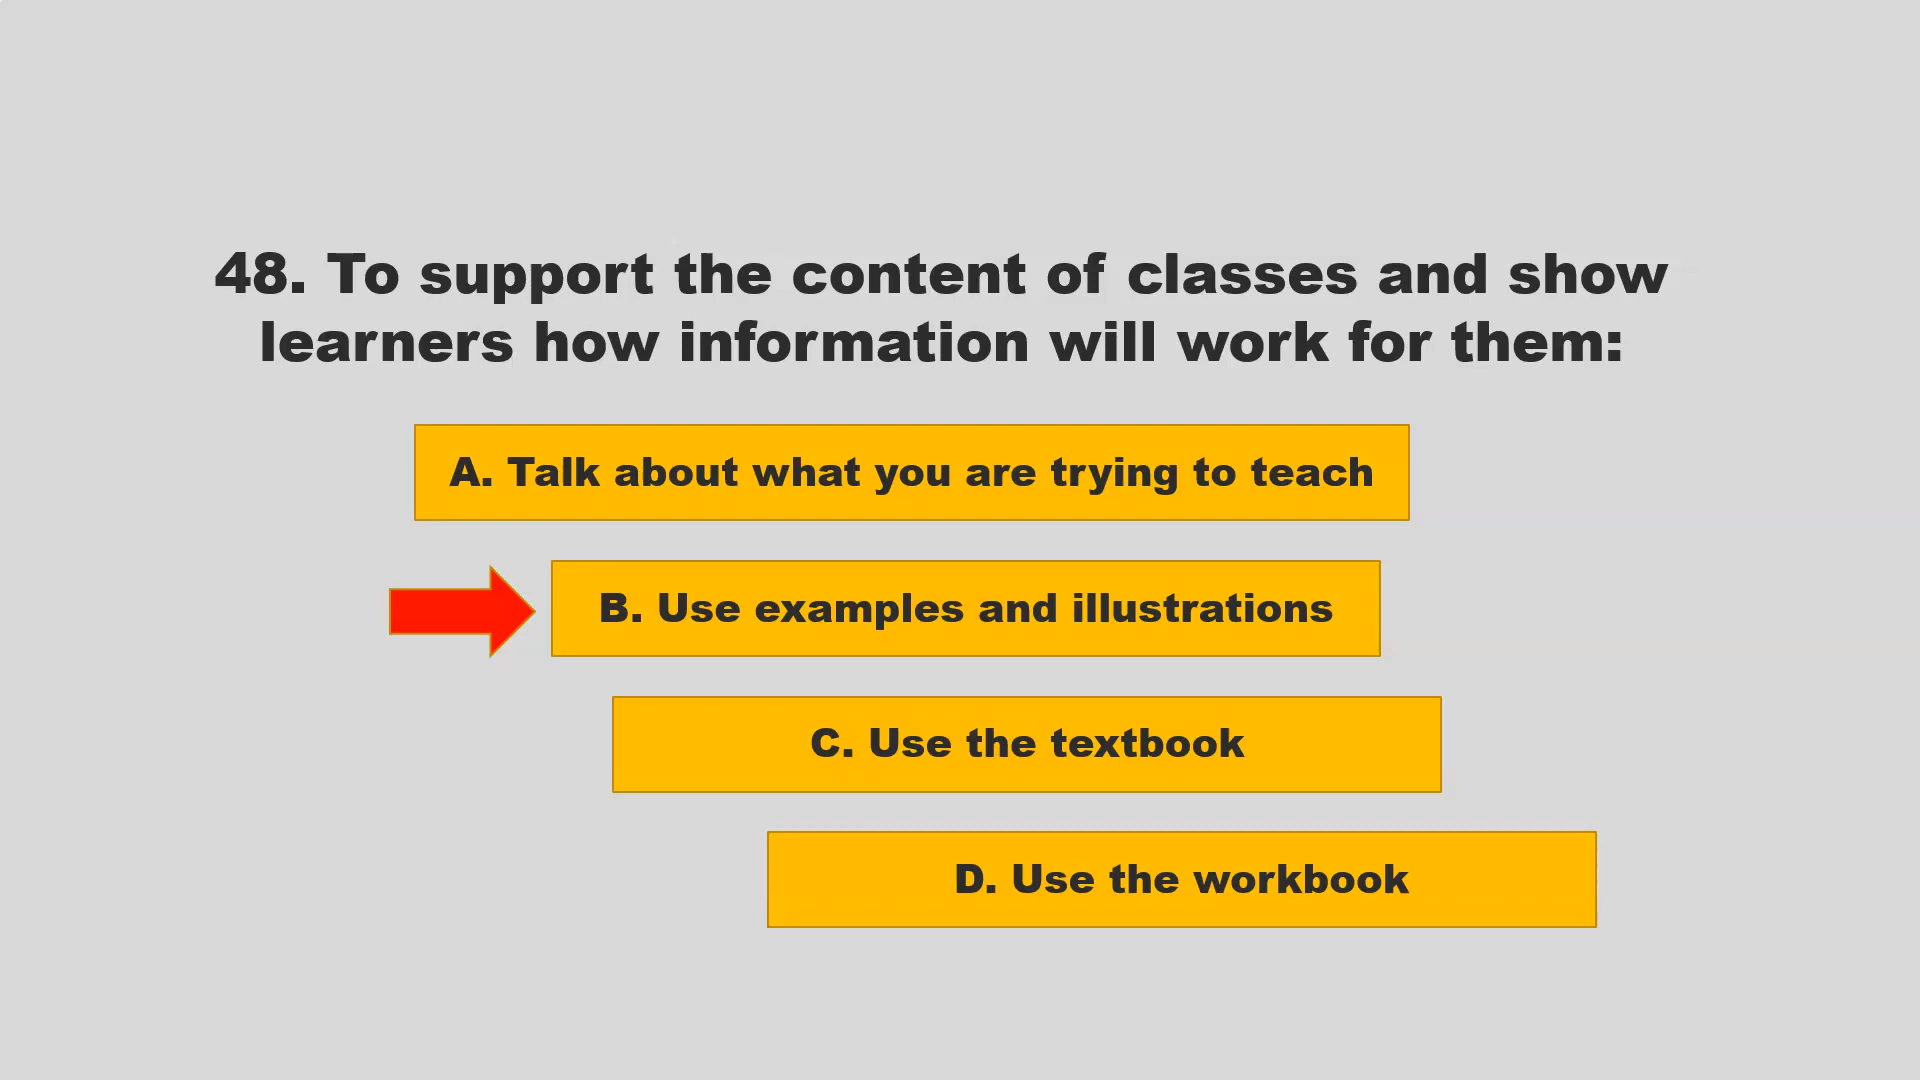 48. To support the content of classes and show
learners how information will work for them:
A. Talk about what you are trying to teach
B. Use examples and illustrations
C. Use the textbook
D. Use the workbook